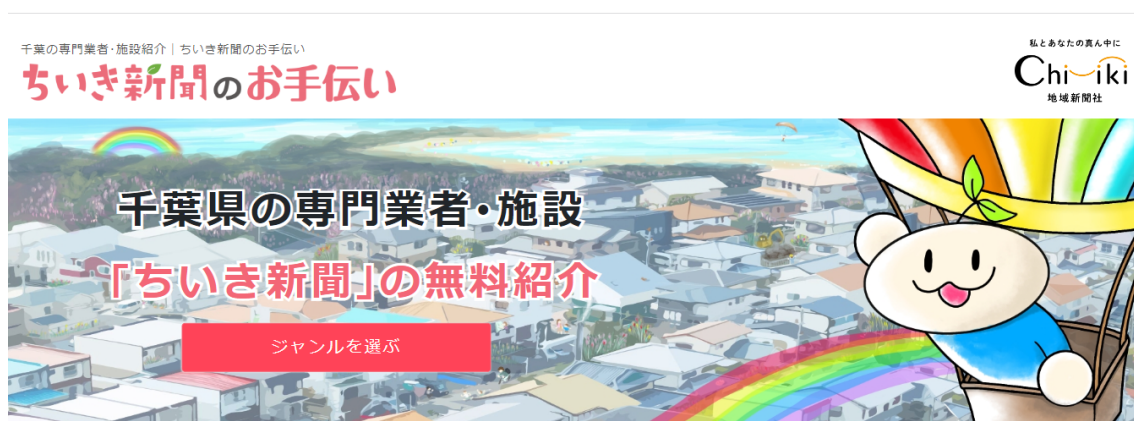 千葉の専門業者・施設紹介｜ちいき新聞のお手伝い
ちいき新聞のお手伝い
私とあなたの真ん中に
Chiiki
地域新聞社
千葉県の専門業者・施設
「ちいき新聞」の無料紹介
ジャンルを選ぶ